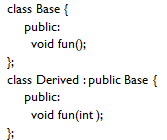 class Base {
public:
void fun();
};
class Derived : public Base {
public:
void fun(int );
};